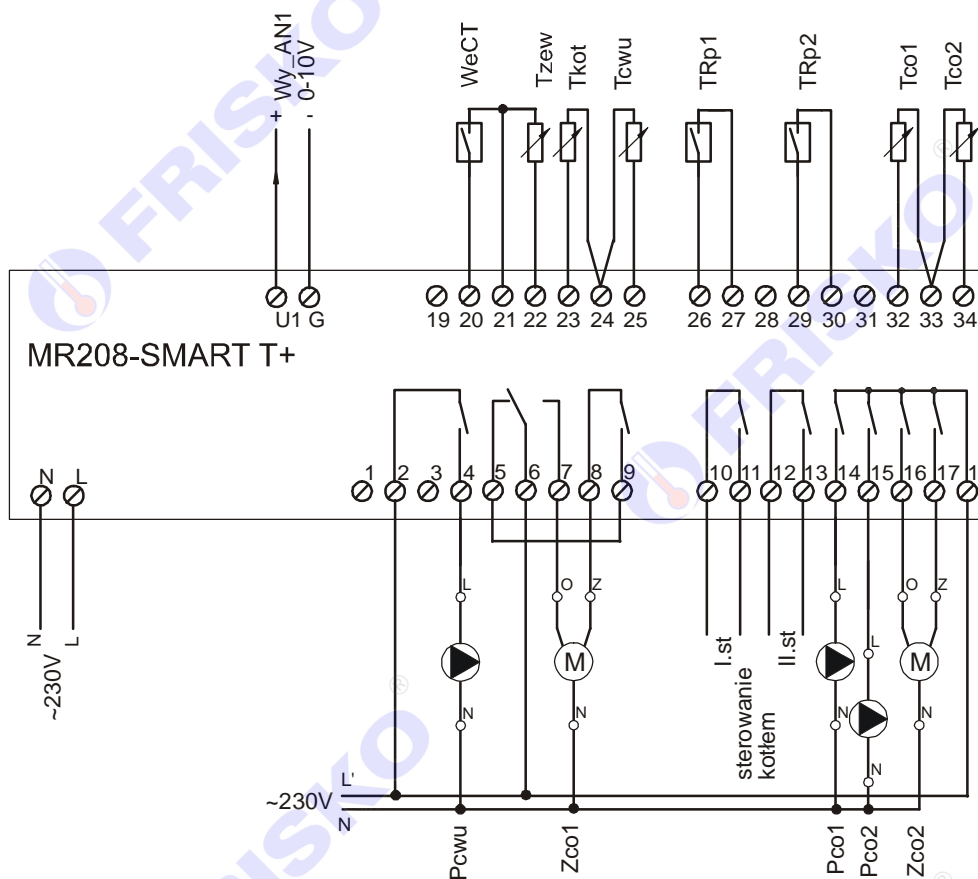 FRISKO
®
FRISKO
®
FRISKO
®
+ Wy_AN1
- 0-10V
WeCT
Tzew
Tkot
Tcwu
TRp1
TRp2
Tco1
Tco2
U1 G
19 20 21 22 23 24 25 26 27 28 29 30 31 32 33 34
MR208-SMART T+
N L
1 2 3 4 5 6 7 8 9 10 11 12 13 14 15 16 17 1
N
L
~230V
L
O Z
M
N
N
I.st
II.st
sterowanie
kotłem
L
N
L
N
O Z
M
N
~230V
L'
N
Pcwu
Zco1
Pco1
Pco2
Zco2